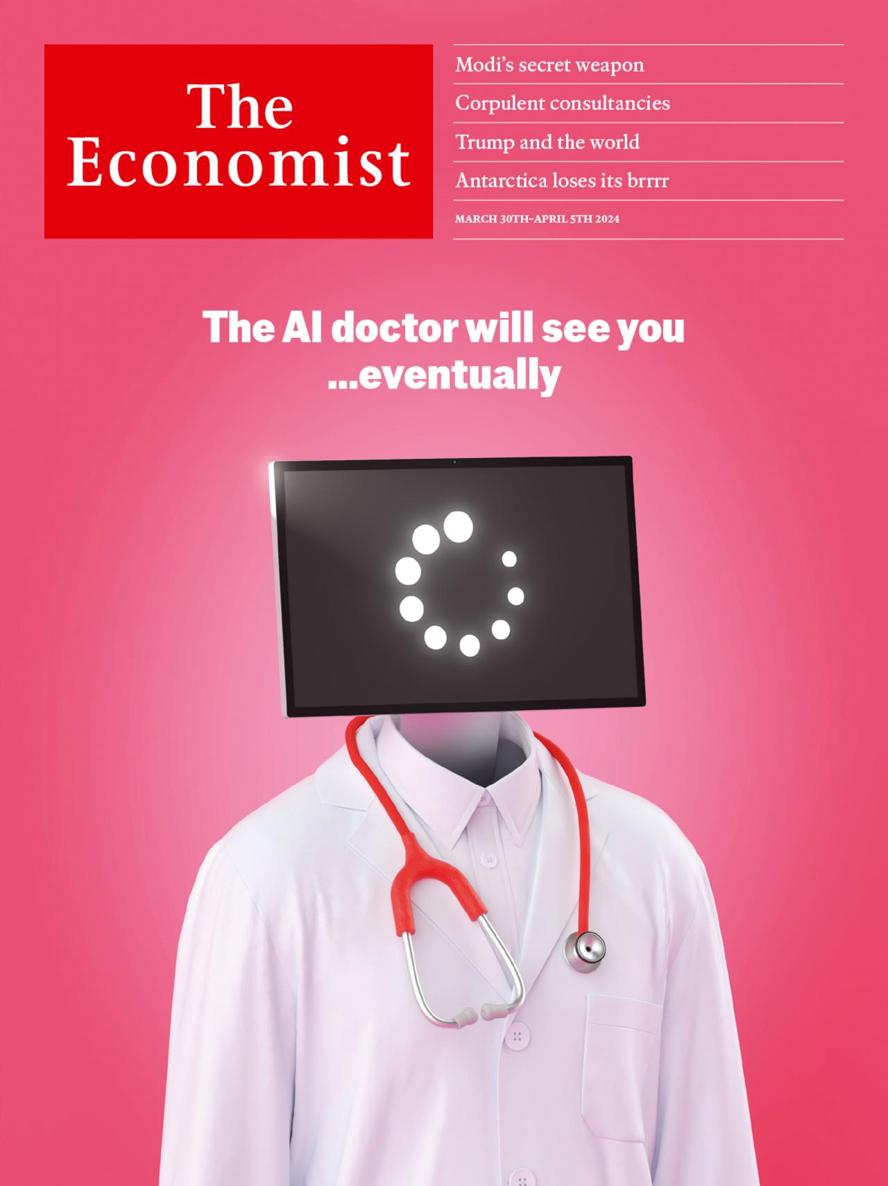 The
Economist
Modi's secret weapon
Corpulent consultancies
Trump and the world
Antarctica loses its brrrr
MARCH 30TH–APRIL 5TH 2024
The AI doctor will see you
...eventually